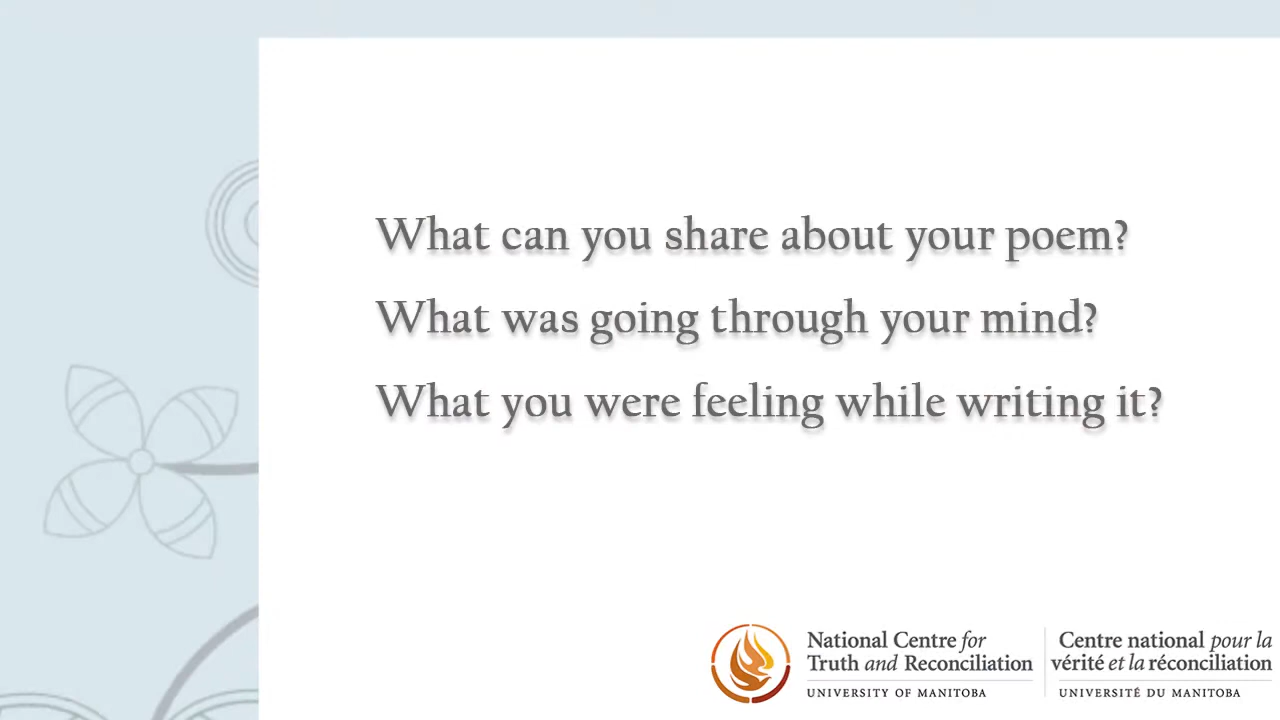 What can you share about your poem?
What was going through your mind?
What you were feeling while writing it?
National Centre for
Truth and Reconciliation
UNIVERSITY OF MANITOBA
Centre national pour la
vérité et la réconciliation
UNIVERSITÉ DU MANITOBA